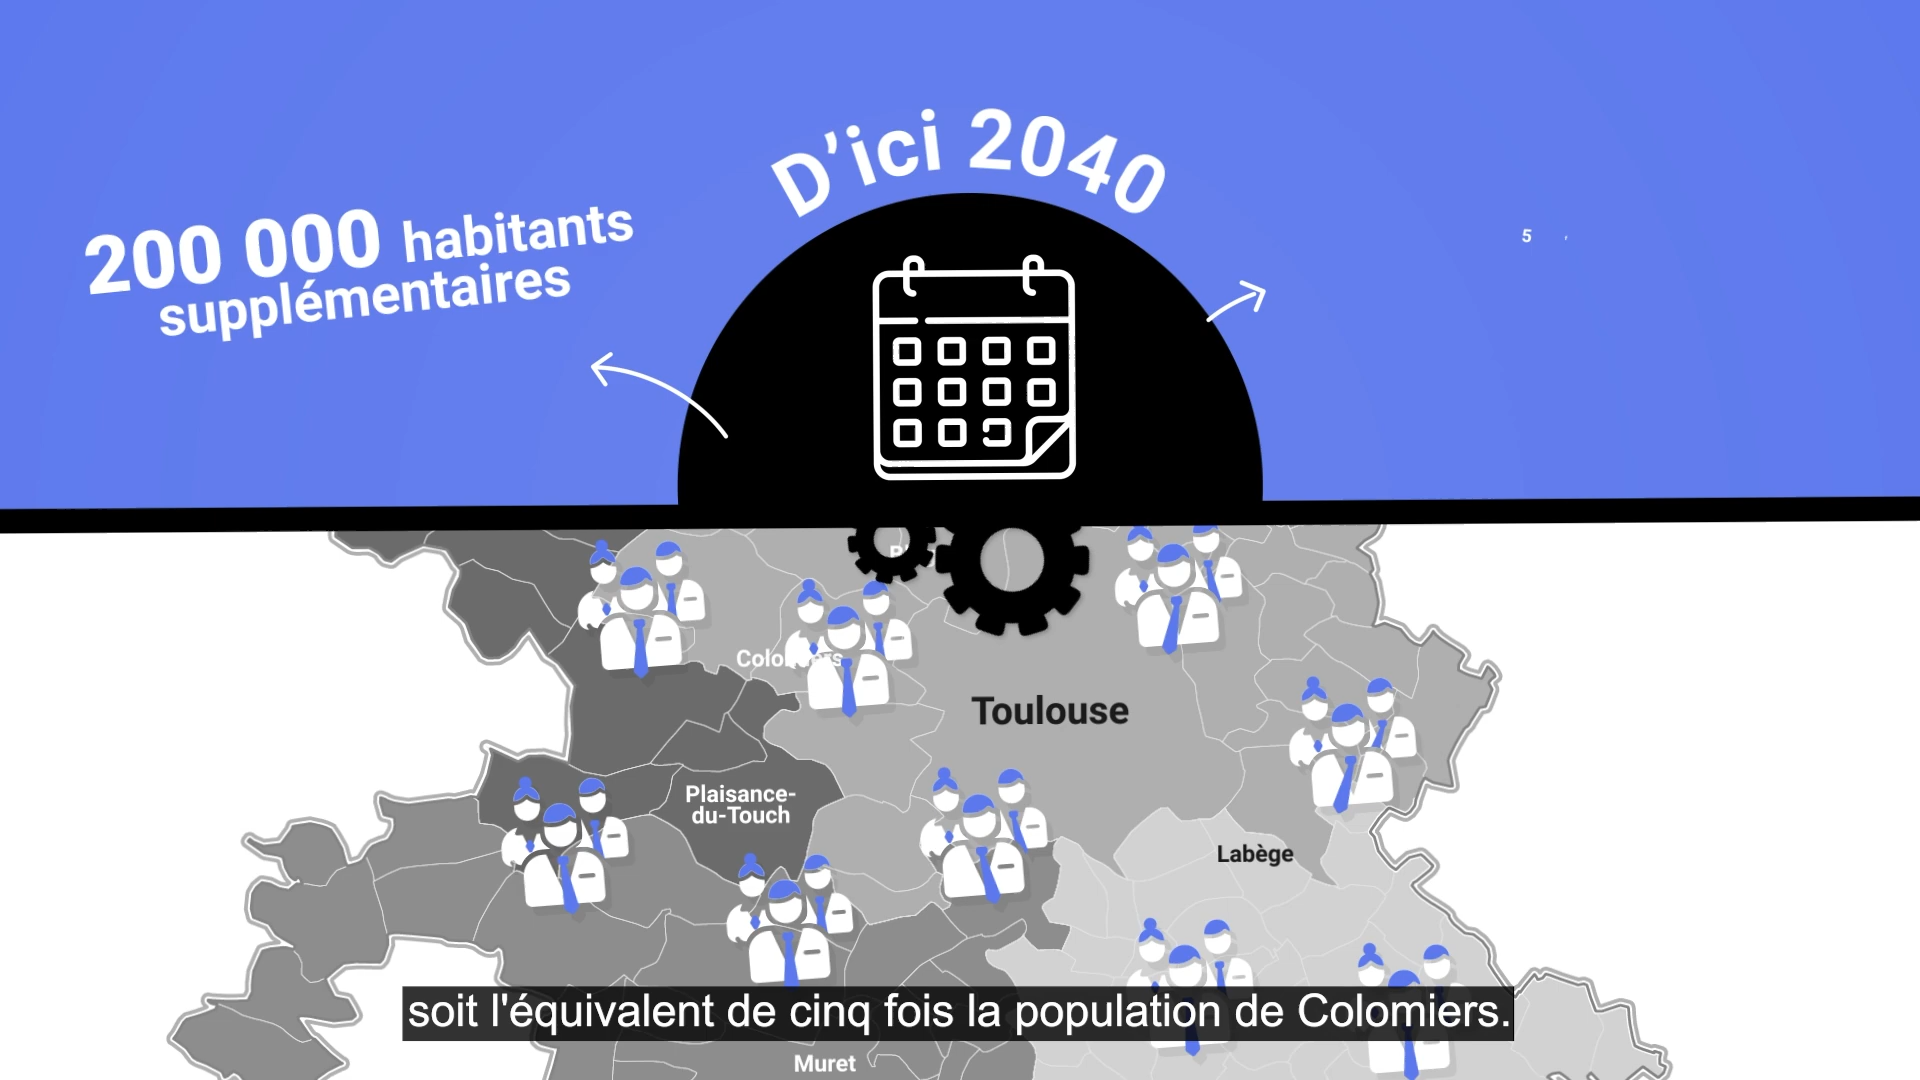 D'ici 2040
200 000 habitants
supplémentaires
5
Toulouse
Plaisance-
du-Touch
Labège
soit l'équivalent de cinq fois la population de Colomiers.
Muret